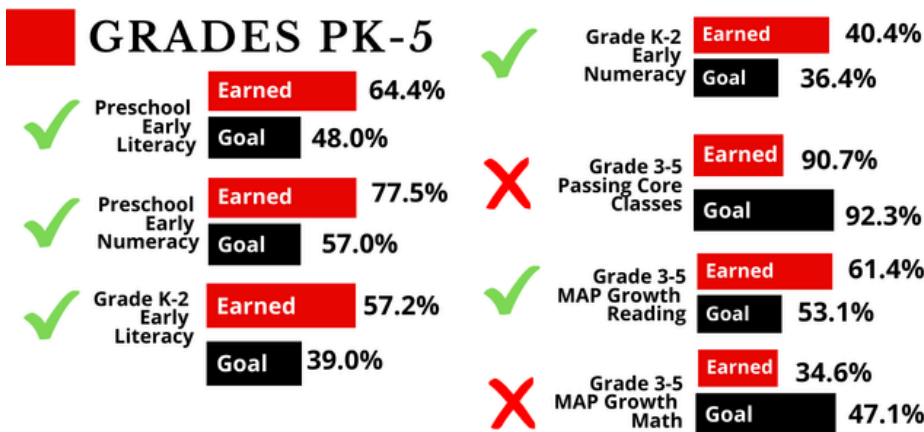 GRADES PK-5
Preschool
Early
Literacy
Earned 64.4%
Goal 48.0%
Preschool
Early
Numeracy
Earned 77.5%
Goal 57.0%
Grade K-2
Early
Literacy
Earned 57.2%
Goal 39.0%
Grade K-2
Early
Numeracy
Earned 40.4%
Goal 36.4%
Grade 3-5
Passing Core
Classes
Earned 90.7%
Goal 92.3%
Grade 3-5
MAP Growth
Reading
Earned 61.4%
Goal 53.1%
Grade 3-5
MAP Growth
Math
Earned 34.6%
Goal 47.1%